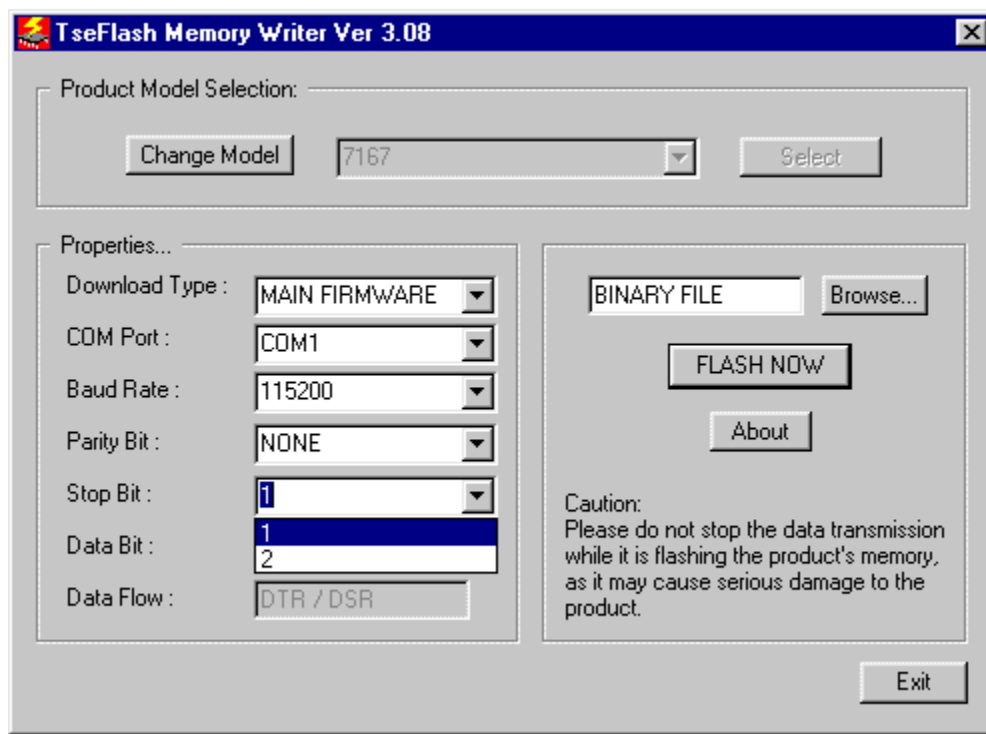 TseFlash Memory Writer Ver 3.08
Product Model Selection:
Change Model
7167
Select
Properties...
Download Type :
MAIN FIRMWARE
COM Port :
COM1
Baud Rate :
115200
Parity Bit :
NONE
Stop Bit :
1
1
2
Data Bit :
Data Flow :
DTR / DSR
BINARY FILE
Browse...
FLASH NOW
About
Caution:
Please do not stop the data transmission
while it is flashing the product's memory,
as it may cause serious damage to the
product.
Exit